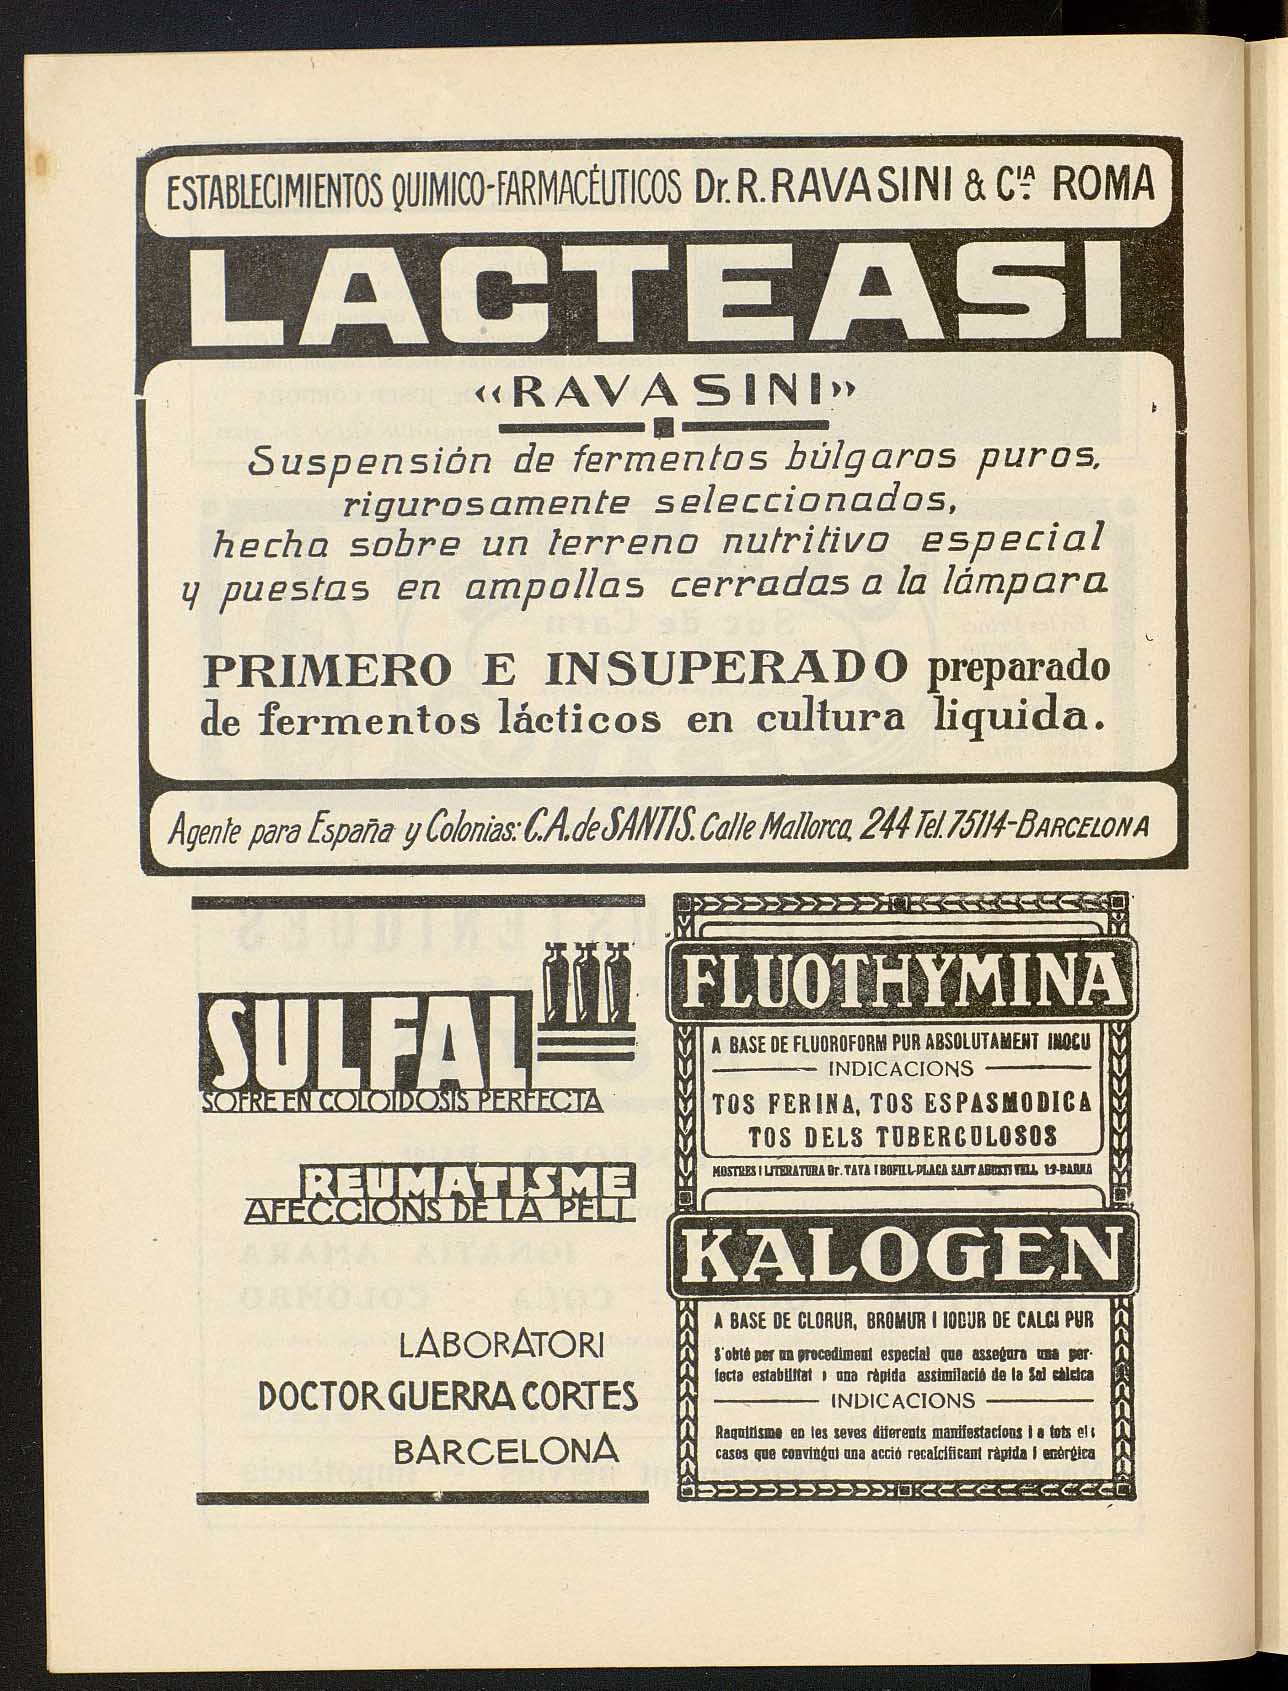 ESTABLECIMIENTOS QUIMICO-FARMACÉUTICOS Dr. R. RAVASINI & Cᴵᴬ ROMA
LACTEASI
«RAVASINI»
Suspensión de fermentos búlgaros puros,
rigurosamente seleccionados,
hecha sobre un terreno nutritivo especial
y puestas en ampollas cerradas a la lámpara
PRIMERO E INSUPERADO preparado
de fermentos lácticos en cultura liquida.
Agente para España y Colonias: C.A. de SANTIS. Calle Mallorca, 244 Tel. 75114-BARCELONA
SULFAL
SOFRE EN COLOIDOSIS PERFECTA
REUMATISME
AFECCIONS DE LA PELL
LABORATORI
DOCTOR GUERRA CORTES
BARCELONA
FLUOTHYMINA
A BASE DE FLUOROFORM PUR ABSOLUTAMENT INOCU
INDICACIONS
TOS FERINA, TOS ESPASMODICA
TOS DELS TUBERCULOSOS
MOSTRES I LITERATURA Dr. TAYA I BOFILL-PLAÇA SANT AGUSTI VELL 19-BARNA
KALOGEN
A BASE DE CLORUR, BROMUR I IODUR DE CALCI PUR
S'obté per un procediment especial que assegura una per-
fecta estabilitat i una ràpida assimilació de la Sal càlcica
INDICACIONS
Raquitisme en les seves diferents manifestacions i a tots els
casos que convingui una acció recalcificant ràpida i enèrgica